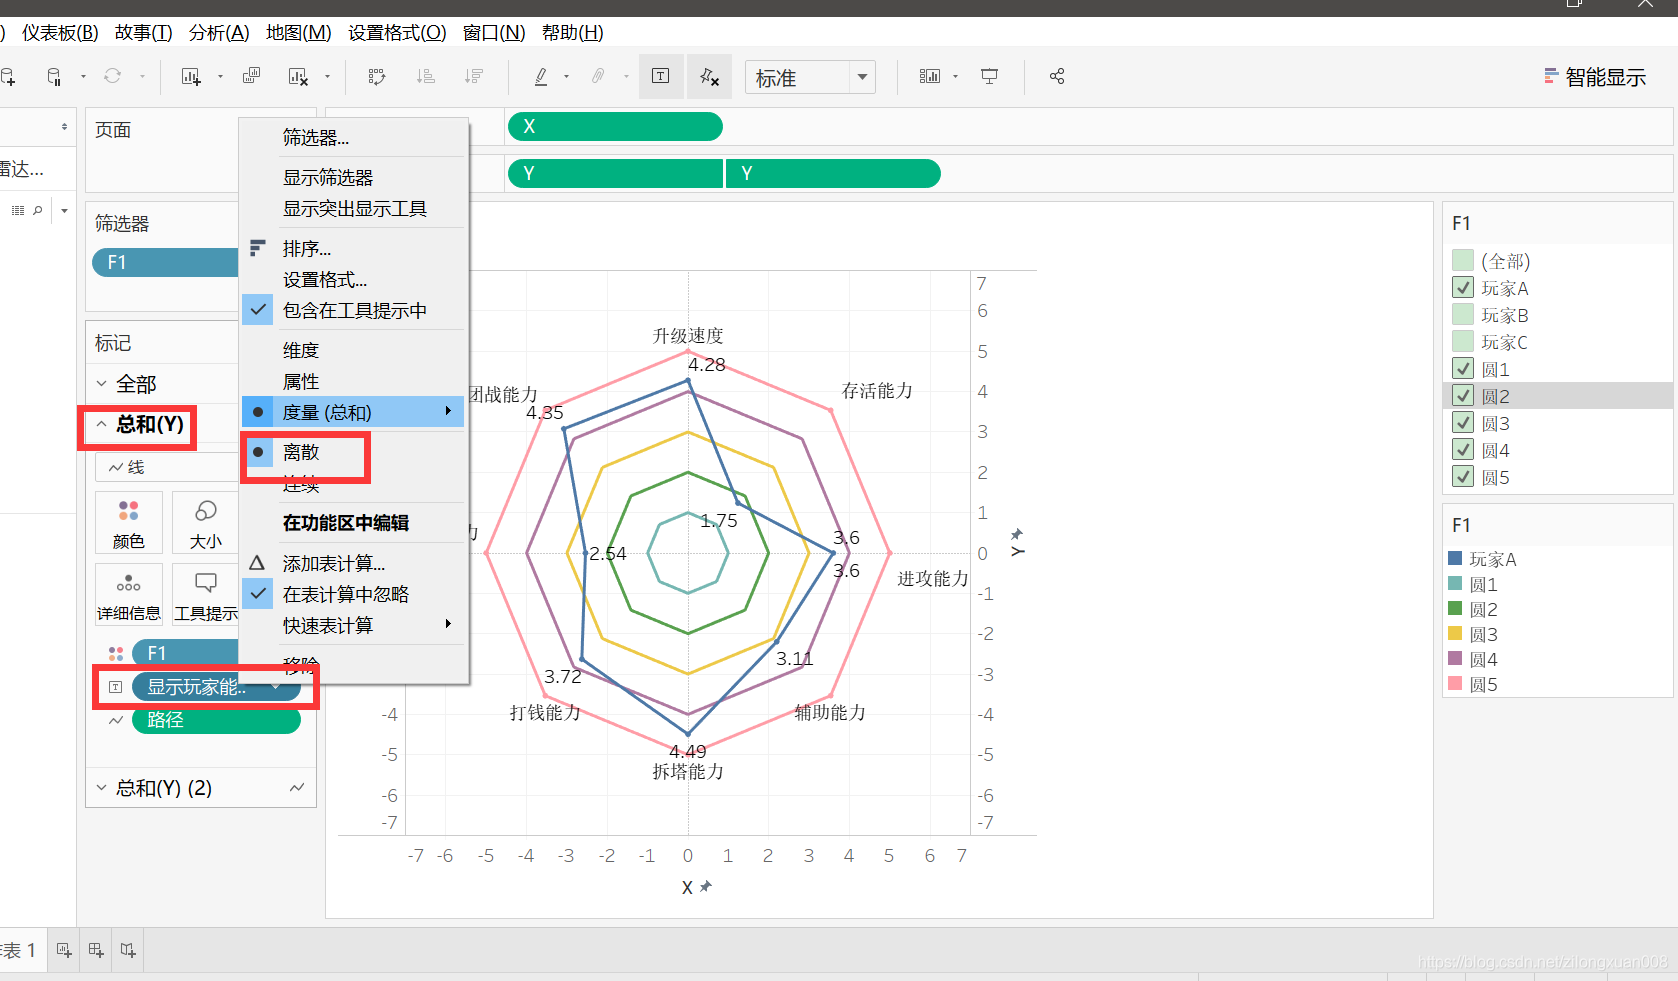 ) 仪表板(B) 故事(T) 分析(A) 地图(M) 设置格式(O) 窗口(N) 帮助(H)
标准
智能显示
雷达...
页面
X
Y Y
筛选器
F1
标记
全部
总和(Y)
线
颜色 大小
详细信息 工具提示
F1
显示玩家能..
路径
总和(Y) (2)
筛选器...
显示筛选器
显示突出显示工具
排序...
设置格式...
包含在工具提示中
维度
属性
度量 (总和)
离散
连续
在功能区中编辑
添加表计算...
在表计算中忽略
快速表计算
移除
升级速度
4.28
存活能力
团战能力
4.35
1.75
力
2.54
3.6
3.6
进攻能力
3.11
3.72
打钱能力
辅助能力
4.49
拆塔能力
7
6
5
4
3
2
1
0
-1
-2
-3
-4
-5
-6
-7
Y
-4
-5
-6
-7
-7 -6 -5 -4 -3 -2 -1 0 1 2 3 4 5 6 7
X
F1
(全部)
玩家A
玩家B
玩家C
圆1
圆2
圆3
圆4
圆5
F1
玩家A
圆1
圆2
圆3
圆4
圆5
作表 1
https://blog.csdn.net/zilongxuan008